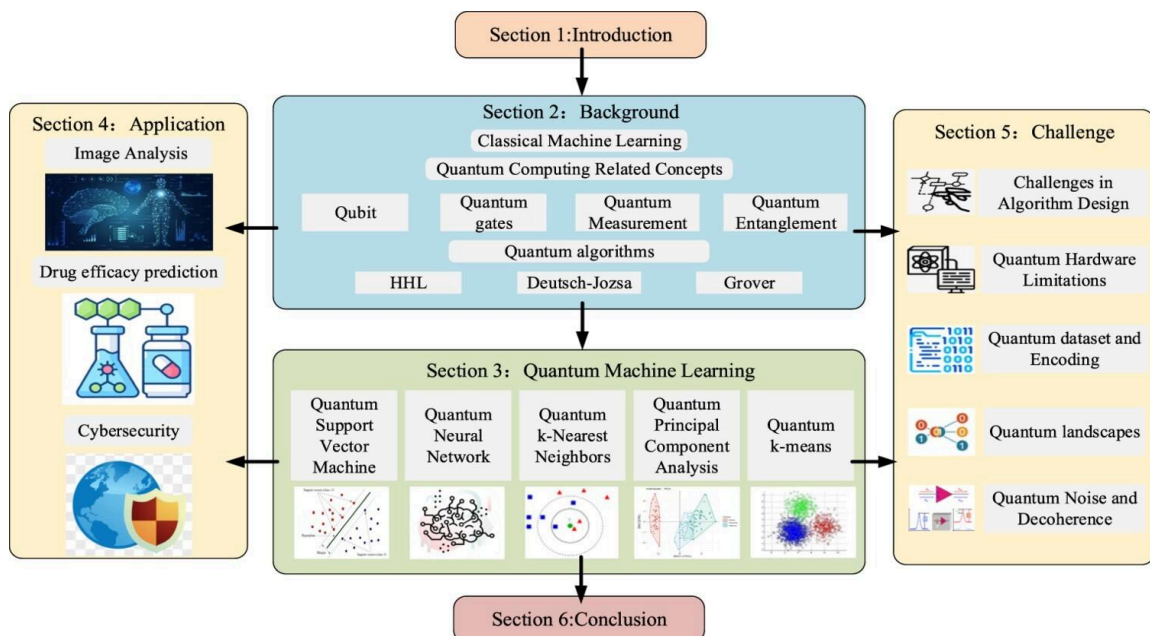 Section 1:Introduction
Section 2：Background
Classical Machine Learning
Quantum Computing Related Concepts
Qubit
Quantum
gates
Quantum
Measurement
Quantum
Entanglement
Quantum algorithms
HHL
Deutsch-Jozsa
Grover
Section 4：Application
Image Analysis
Drug efficacy prediction
Cybersecurity
Section 3：Quantum Machine Learning
Quantum
Support
Vector
Machine
Quantum
Neural
Network
Quantum
k-Nearest
Neighbors
Quantum
Principal
Component
Analysis
Quantum
k-means
Section 5：Challenge
Challenges in
Algorithm Design
Quantum Hardware
Limitations
1010
Quantum dataset and
Encoding
Quantum landscapes
Quantum Noise and
Decoherence
Section 6:Conclusion